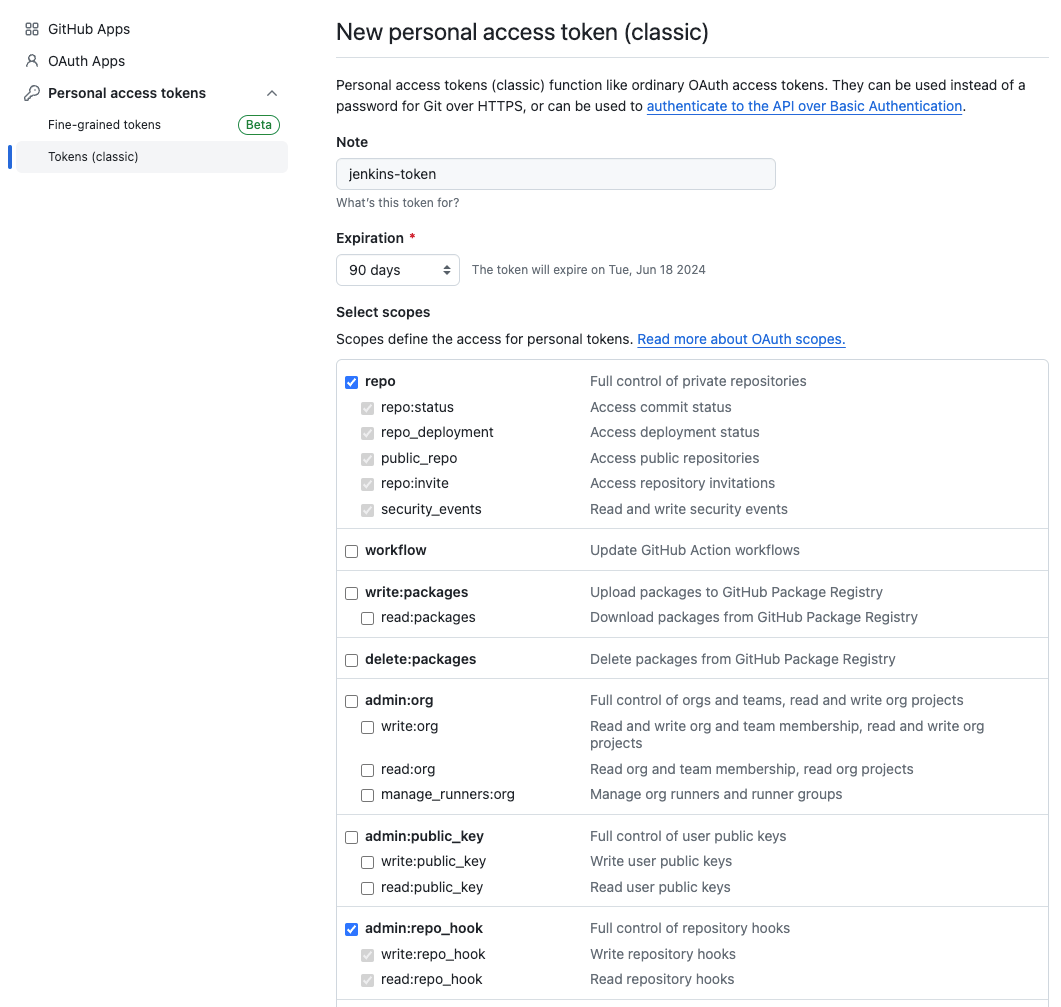 GitHub Apps
OAuth Apps
Personal access tokens
Fine-grained tokens Beta
Tokens (classic)
New personal access token (classic)
Personal access tokens (classic) function like ordinary OAuth access tokens. They can be used instead of a
password for Git over HTTPS, or can be used to authenticate to the API over Basic Authentication.
Note
jenkins-token
What's this token for?
Expiration *
90 days The token will expire on Tue, Jun 18 2024
Select scopes
Scopes define the access for personal tokens. Read more about OAuth scopes.
repo Full control of private repositories
repo:status Access commit status
repo_deployment Access deployment status
public_repo Access public repositories
repo:invite Access repository invitations
security_events Read and write security events
workflow Update GitHub Action workflows
write:packages Upload packages to GitHub Package Registry
read:packages Download packages from GitHub Package Registry
delete:packages Delete packages from GitHub Package Registry
admin:org Full control of orgs and teams, read and write org projects
write:org Read and write org and team membership, read and write org
projects
read:org Read org and team membership, read org projects
manage_runners:org Manage org runners and runner groups
admin:public_key Full control of user public keys
write:public_key Write user public keys
read:public_key Read user public keys
admin:repo_hook Full control of repository hooks
write:repo_hook Write repository hooks
read:repo_hook Read repository hooks